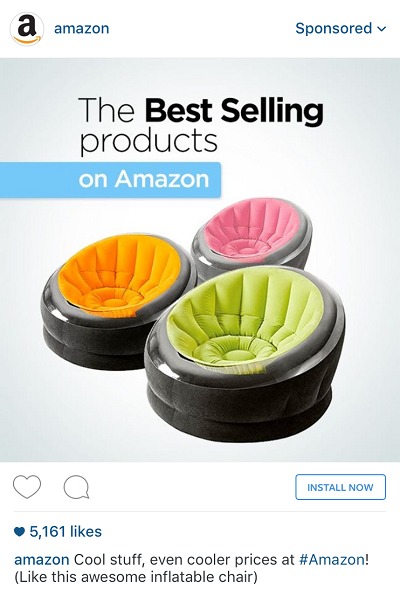 a
amazon
Sponsored
The Best Selling
products
on Amazon
INSTALL NOW
5,161 likes
amazon Cool stuff, even cooler prices at #Amazon!
(Like this awesome inflatable chair)